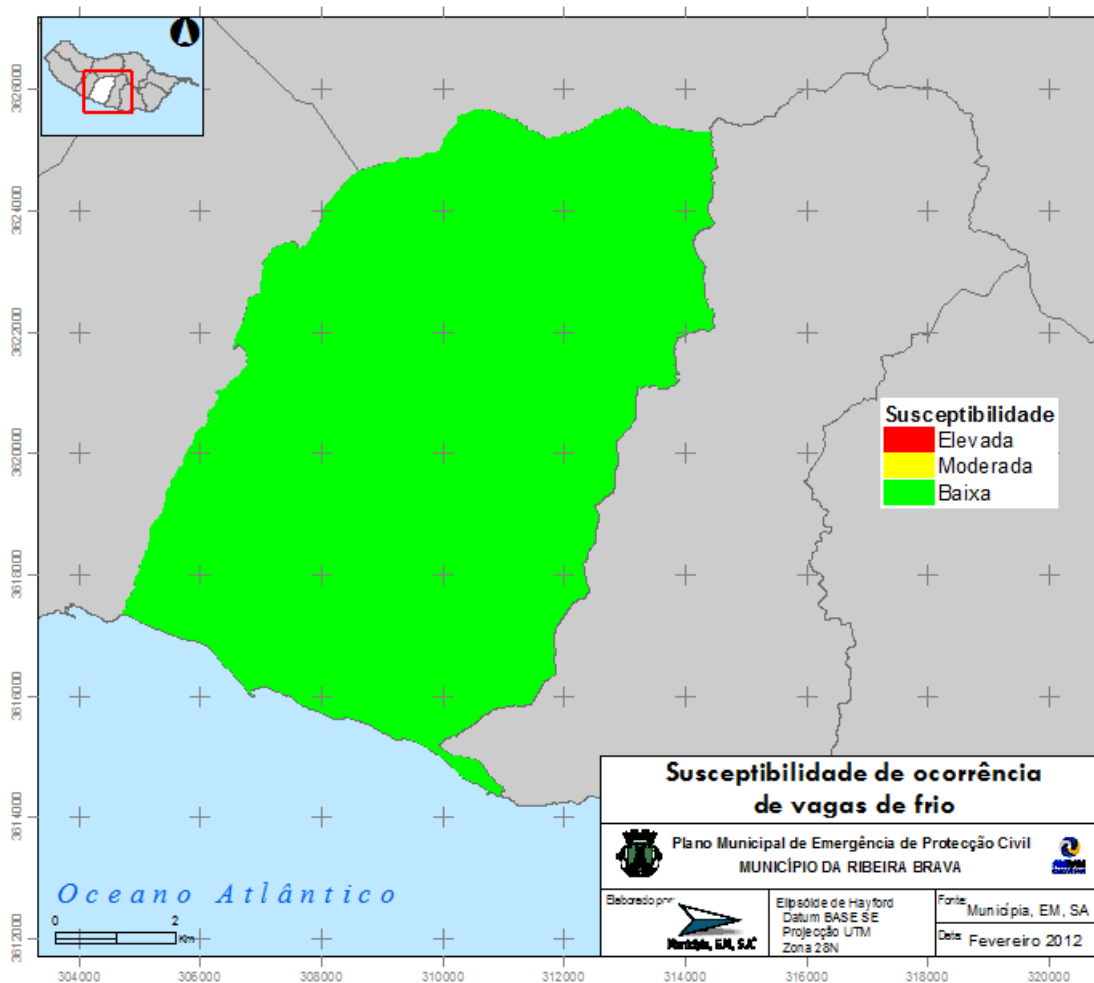 3628000
3626000
3624000
3622000
3620000
3618000
3616000
3614000
3612000
Susceptibilidade
Elevada
Moderada
Baixa
Oceano Atlântico
0 2
Km
Susceptibilidade de ocorrência
de vagas de frio
Plano Municipal de Emergência de Protecção Civil
MUNICÍPIO DA RIBEIRA BRAVA
Elaborado por:
Município, EM, S.A.
Elipsóide de Hayford
Datum BASE SE
Projecção UTM
Zona 28N
Fonte: Município, EM, SA
Data: Fevereiro 2012
304000 306000 308000 310000 312000 314000 316000 318000 320000